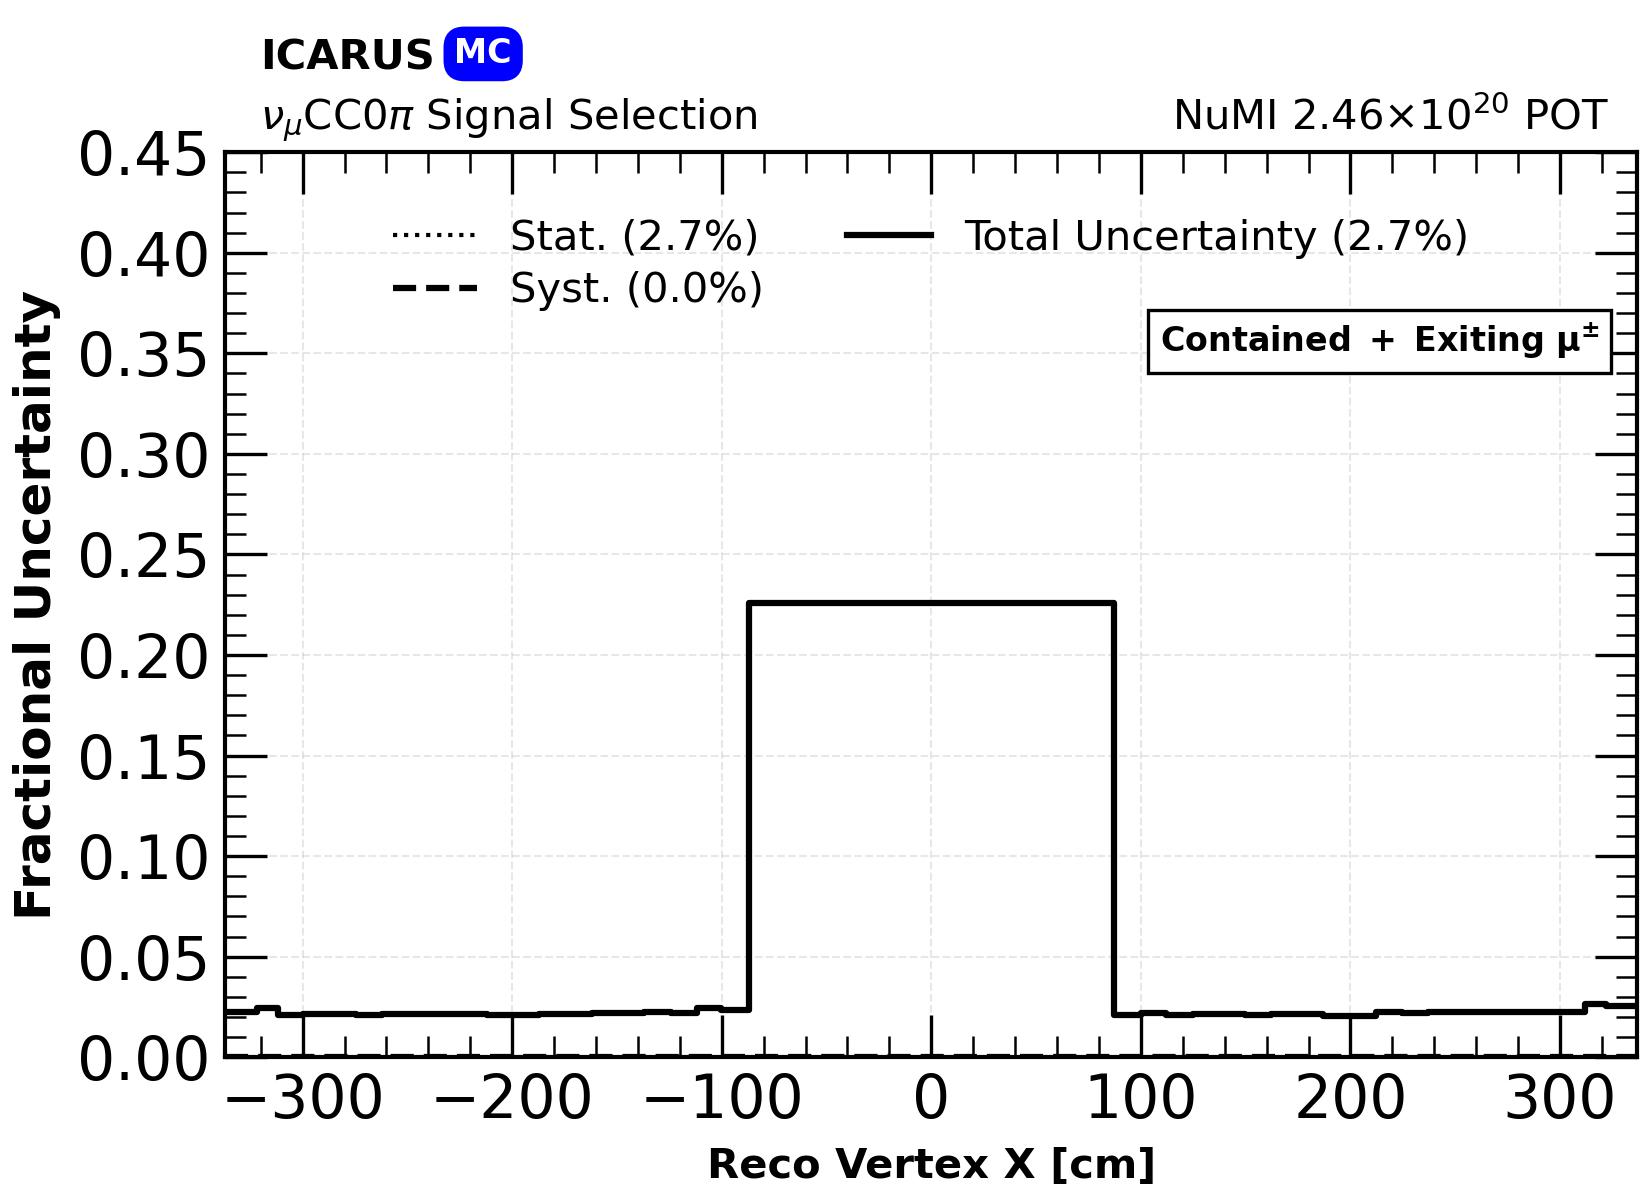 ICARUS MC
νμCC0π Signal Selection
NuMI 2.46×10²⁰ POT
0.45
0.40
0.35
0.30
0.25
0.20
0.15
0.10
0.05
0.00
Fractional Uncertainty
Stat. (2.7%)
Syst. (0.0%)
Total Uncertainty (2.7%)
Contained + Exiting μ±
−300 −200 −100 0 100 200 300
Reco Vertex X [cm]